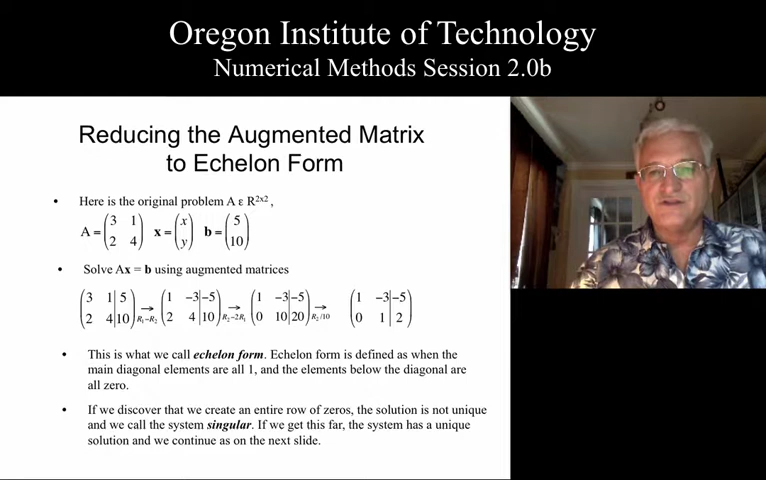 Oregon Institute of Technology
Numerical Methods Session 2.0b
Reducing the Augmented Matrix
to Echelon Form
• Here is the original problem A ε R²ˣ² ,
A = (3 1; 2 4) x = (x; y) b = (5; 10)
• Solve Ax = b using augmented matrices
(3 1|5; 2 4|10) → R₁−R₂ (1 −3|−5; 2 4|10) → R₂−2R₁ (1 −3|−5; 0 10|20) → R₂/10 (1 −3|−5; 0 1|2)
• This is what we call echelon form. Echelon form is defined as when the
main diagonal elements are all 1, and the elements below the diagonal are
all zero.
• If we discover that we create an entire row of zeros, the solution is not unique
and we call the system singular. If we get this far, the system has a unique
solution and we continue as on the next slide.